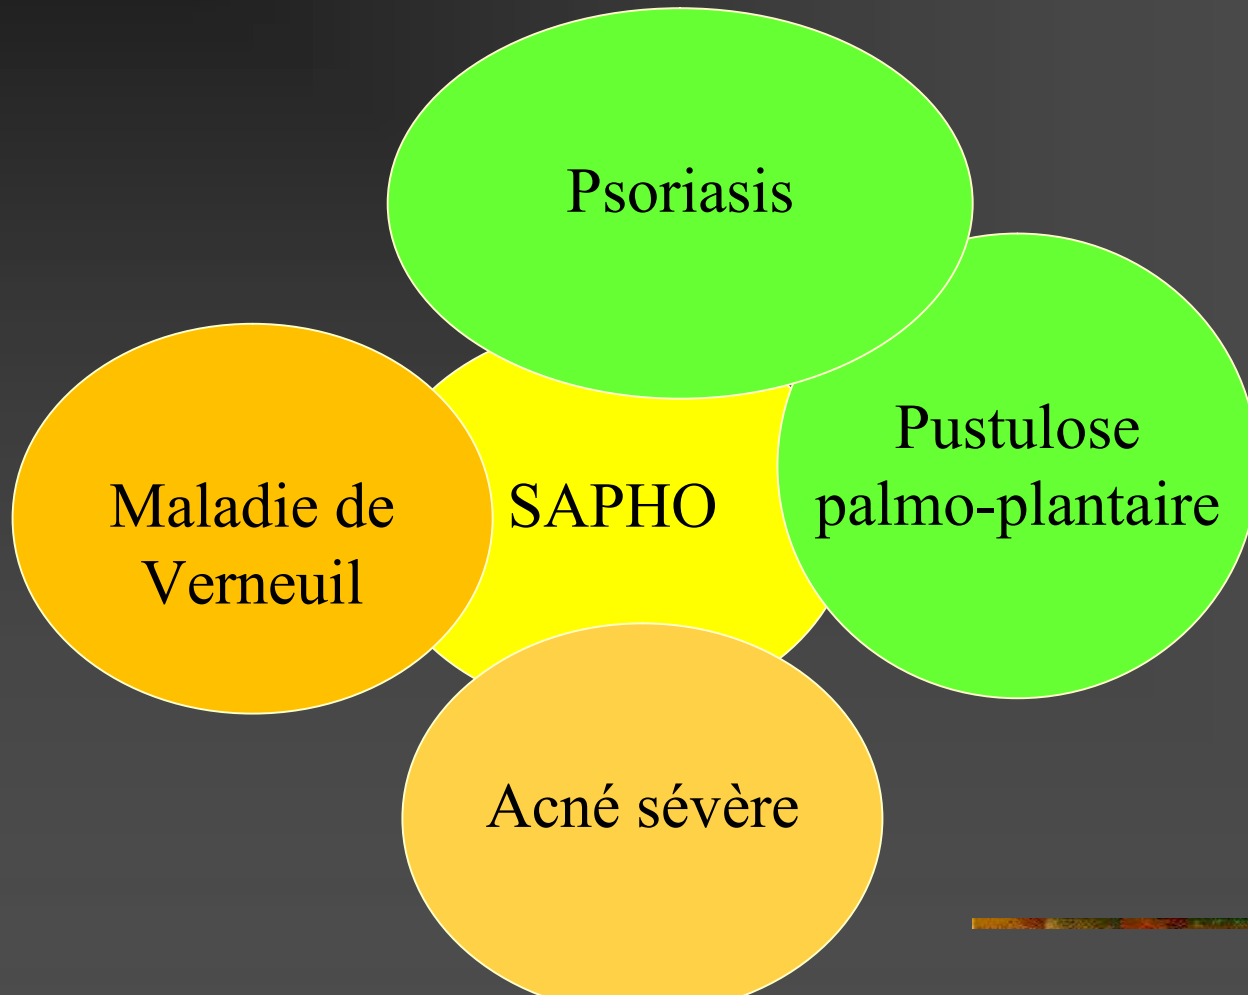 Psoriasis
Pustulose
palmo-plantaire
Maladie de
Verneuil
SAPHO
Acné sévère